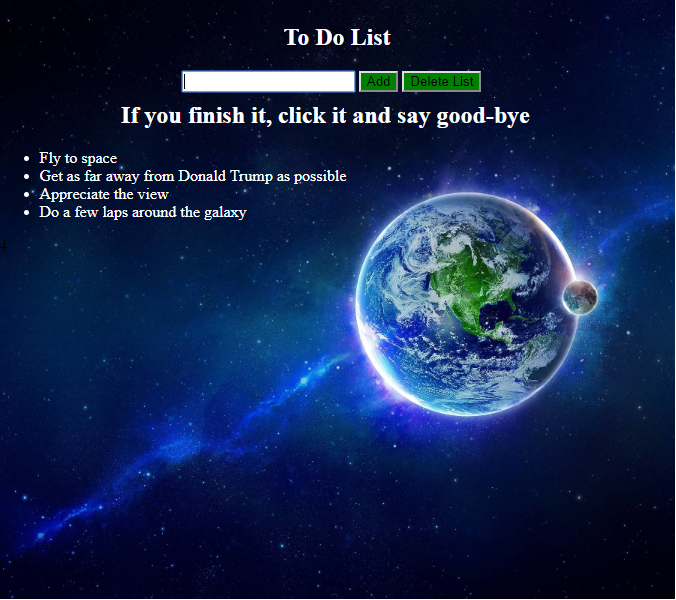 To Do List
Add Delete List
If you finish it, click it and say good-bye
Fly to space
Get as far away from Donald Trump as possible
Appreciate the view
Do a few laps around the galaxy
4